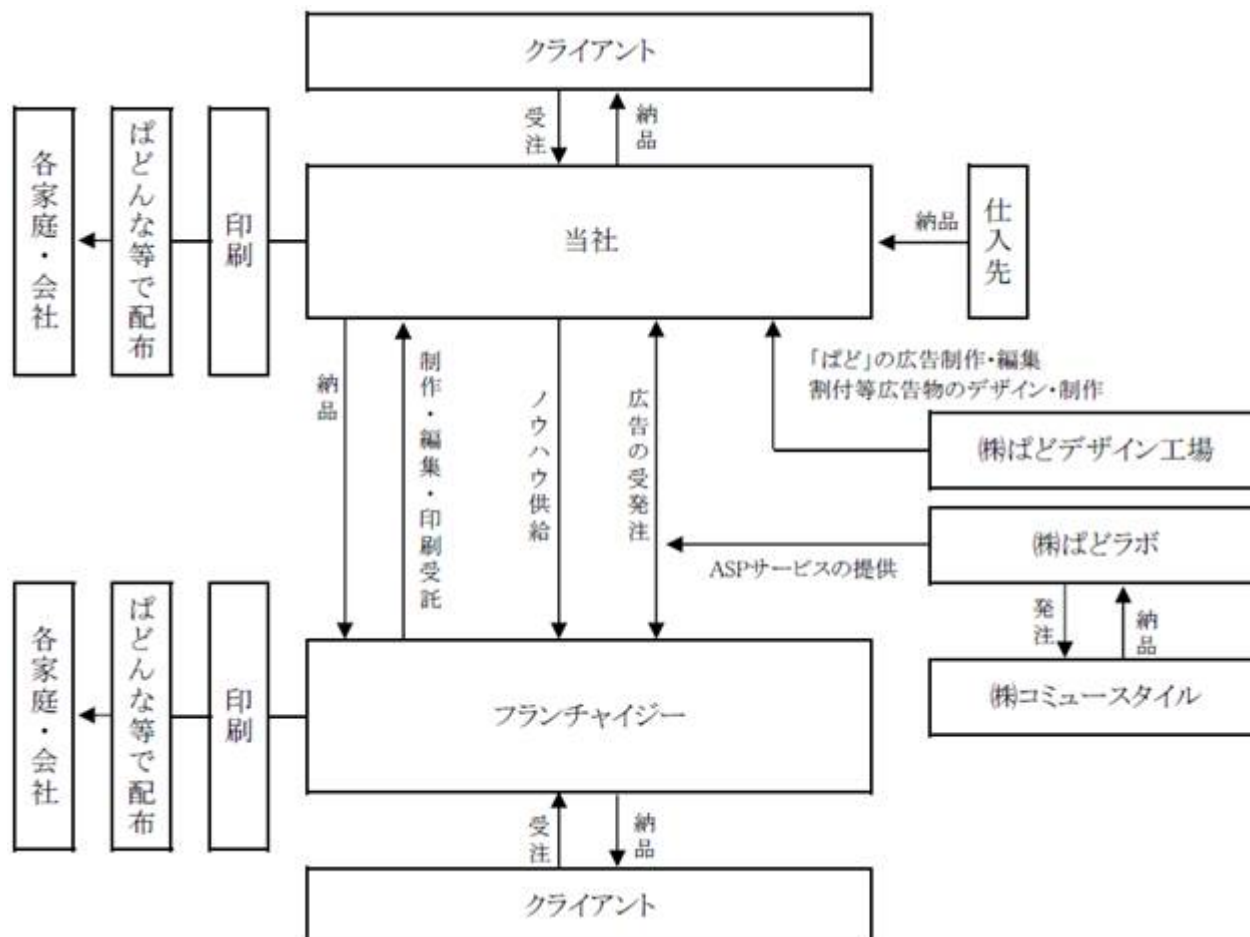 クライアント
受注
納品
各家庭・会社
ぱどんな等で配布
印刷
当社
納品
仕入先
納品
制作・編集・印刷受託
ノウハウ供給
広告の受発注
「ぱど」の広告制作・編集
割付等広告物のデザイン・制作
㈱ぱどデザイン工場
㈱ぱどラボ
ASPサービスの提供
発注
納品
㈱コミュースタイル
各家庭・会社
ぱどんな等で配布
印刷
フランチャイジー
受注
納品
クライアント